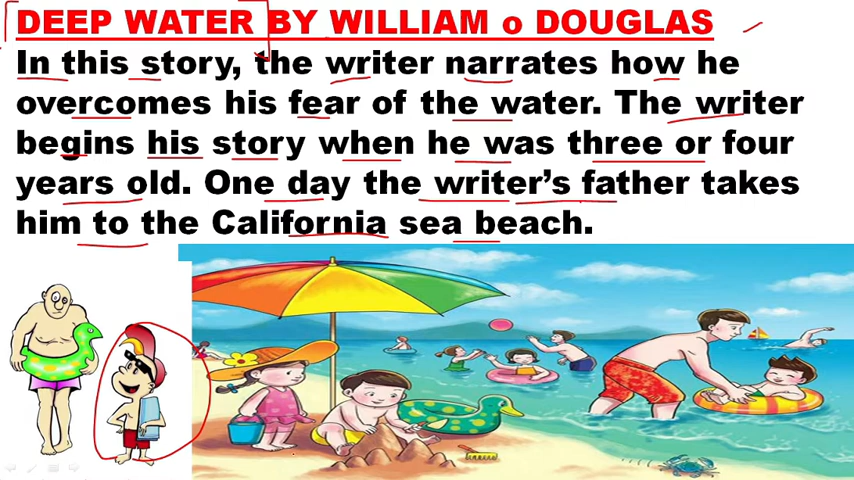 DEEP WATER BY WILLIAM o DOUGLAS
In this story, the writer narrates how he
overcomes his fear of the water. The writer
begins his story when he was three or four
years old. One day the writer's father takes
him to the California sea beach.